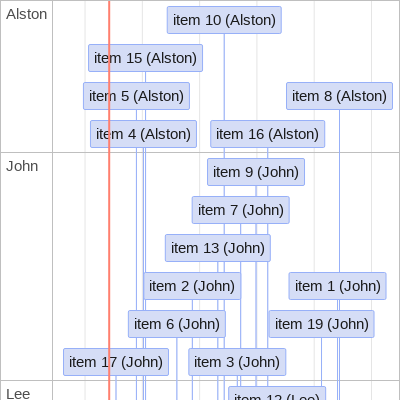 Alston
item 10 (Alston)
item 15 (Alston)
item 5 (Alston)
item 8 (Alston)
item 4 (Alston)
item 16 (Alston)
John
item 9 (John)
item 7 (John)
item 13 (John)
item 2 (John)
item 1 (John)
item 6 (John)
item 19 (John)
item 17 (John)
item 3 (John)
Lee
item 12 (Lee)